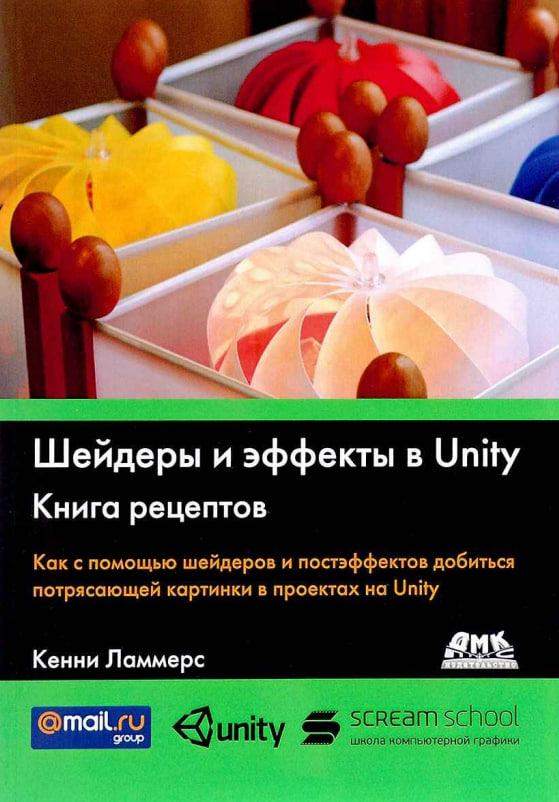 Шейдеры и эффекты в Unity
Книга рецептов
Как с помощью шейдеров и постэффектов добиться
потрясающей картинки в проектах на Unity
Кенни Ламмерс
ДМК
издательство
@mail.ru
group
unity
SCREAM SCHOOL
школа компьютерной графики